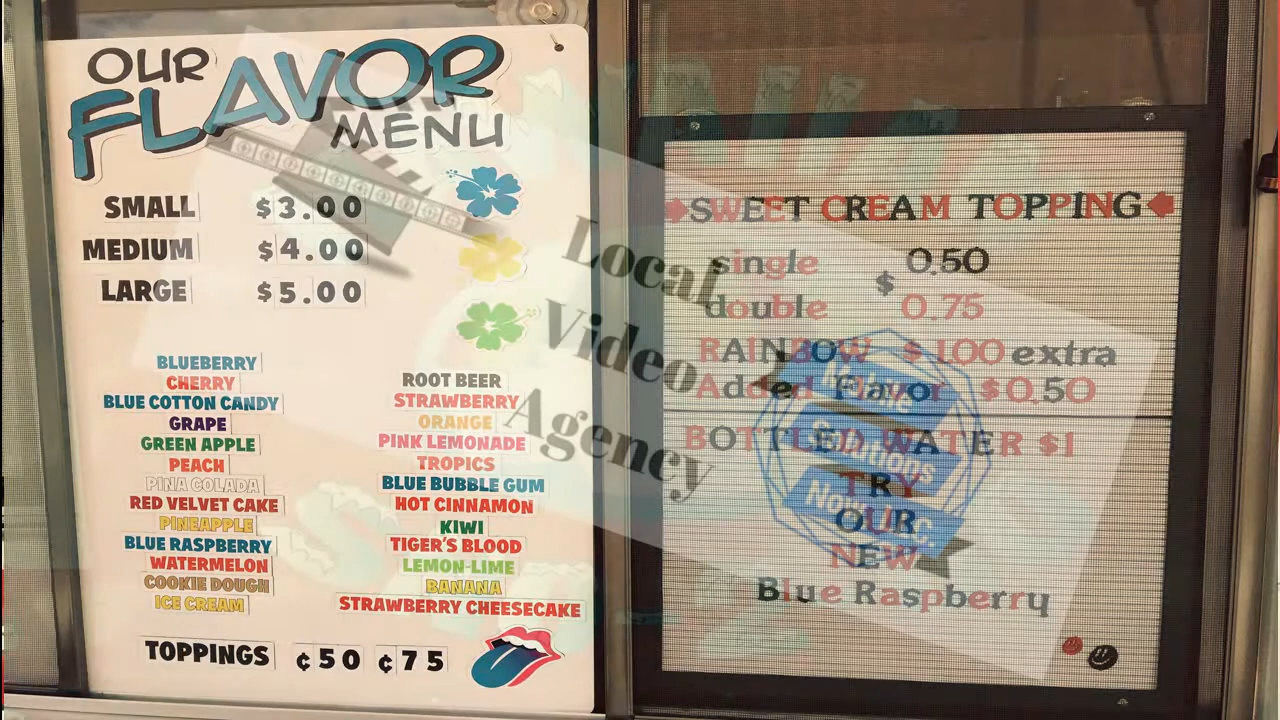 OUR
FLAVOR
MENU
SMALL $3.00
MEDIUM $4.00
LARGE $5.00
BLUEBERRY
CHERRY
BLUE COTTON CANDY
GRAPE
GREEN APPLE
PEACH
PINA COLADA
RED VELVET CAKE
PINEAPPLE
BLUE RASPBERRY
WATERMELON
COOKIE DOUGH
ICE CREAM
ROOT BEER
STRAWBERRY
ORANGE
PINK LEMONADE
TROPICS
BLUE BUBBLE GUM
HOT CINNAMON
KIWI
TIGER'S BLOOD
LEMON-LIME
BANANA
STRAWBERRY CHEESECAKE
TOPPINGS ¢50 ¢75
Local
Video
Agency
SWEET CREAM TOPPING
single 0.50
$
double 0.75
RAINBOW $1.00 extra
Added Flavor $0.50
BOTTLED WATER $1
TRY
OUR
NEW
Blue Raspberry
Solutions